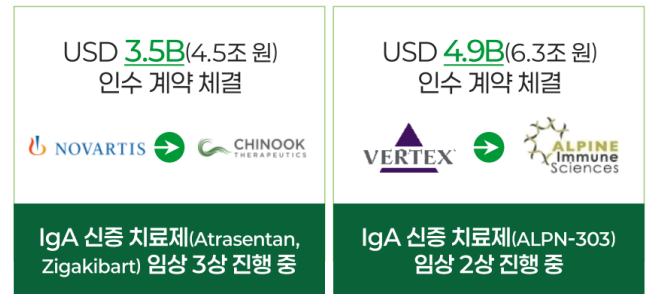 USD 3.5B(4.5조 원)
인수 계약 체결
NOVARTIS
CHINOOK
THERAPEUTICS
IgA 신증 치료제(Atrasentan,
Zigakibart) 임상 3상 진행 중
USD 4.9B(6.3조 원)
인수 계약 체결
VERTEX
ALPINE
Immune
Sciences
IgA 신증 치료제(ALPN-303)
임상 2상 진행 중